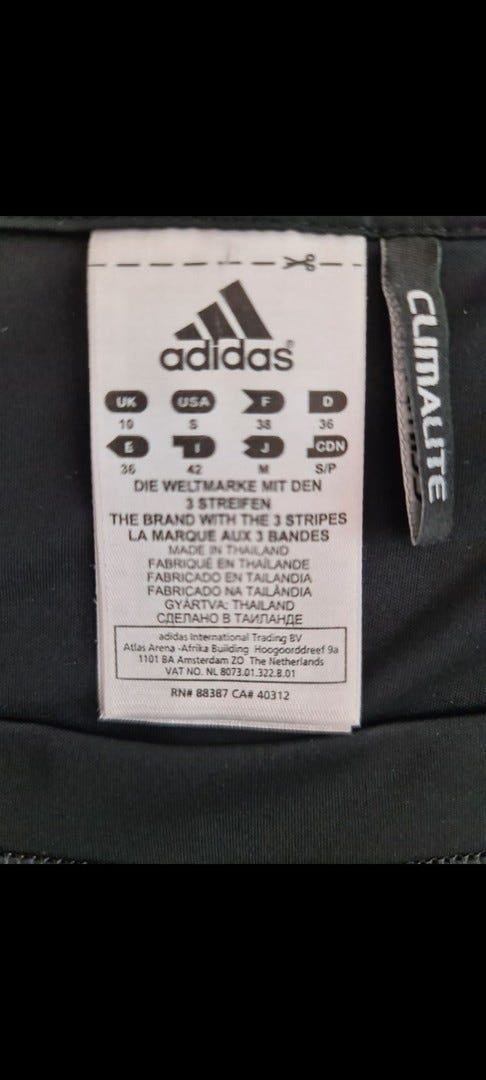 adidas®
UK USA F D
10 S 38 36
E I J CDN
36 42 M S/P
DIE WELTMARKE MIT DEN
3 STREIFEN
THE BRAND WITH THE 3 STRIPES
LA MARQUE AUX 3 BANDES
MADE IN THAILAND
FABRIQUÉ EN THAÏLANDE
FABRICADO EN TAILANDIA
FABRICADO NA TAILÂNDIA
GYÁRTVA: THAILAND
СДЕЛАНО В ТАИЛАНДЕ
adidas International Trading BV
Atlas Arena -Afrika Building Hoogoorddreef 9a
1101 BA Amsterdam ZO The Netherlands
VAT NO. NL 8073.01.322.B.01
RN# 88387 CA# 40312
CLIMALITE